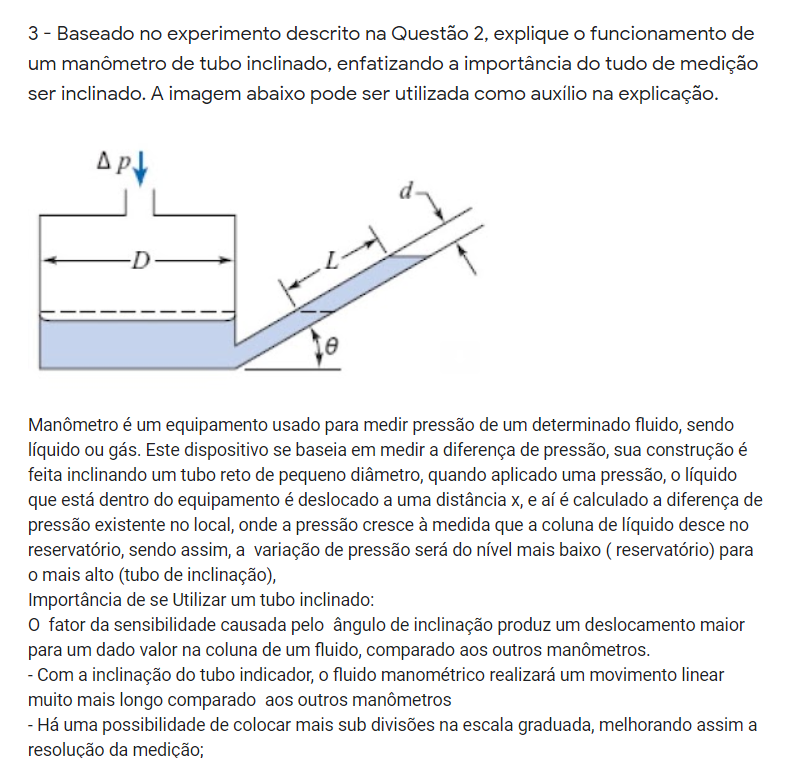 3 - Baseado no experimento descrito na Questão 2, explique o funcionamento de
um manômetro de tubo inclinado, enfatizando a importância do tudo de medição
ser inclinado. A imagem abaixo pode ser utilizada como auxílio na explicação.
Δ p
d
D
L
θ
Manômetro é um equipamento usado para medir pressão de um determinado fluido, sendo
líquido ou gás. Este dispositivo se baseia em medir a diferença de pressão, sua construção é
feita inclinando um tubo reto de pequeno diâmetro, quando aplicado uma pressão, o líquido
que está dentro do equipamento é deslocado a uma distância x, e aí é calculado a diferença de
pressão existente no local, onde a pressão cresce à medida que a coluna de líquido desce no
reservatório, sendo assim, a  variação de pressão será do nível mais baixo ( reservatório) para
o mais alto (tubo de inclinação),
Importância de se Utilizar um tubo inclinado:
O  fator da sensibilidade causada pelo  ângulo de inclinação produz um deslocamento maior
para um dado valor na coluna de um fluido, comparado aos outros manômetros.
- Com a inclinação do tubo indicador, o fluido manométrico realizará um movimento linear
muito mais longo comparado  aos outros manômetros
- Há uma possibilidade de colocar mais sub divisões na escala graduada, melhorando assim a
resolução da medição;